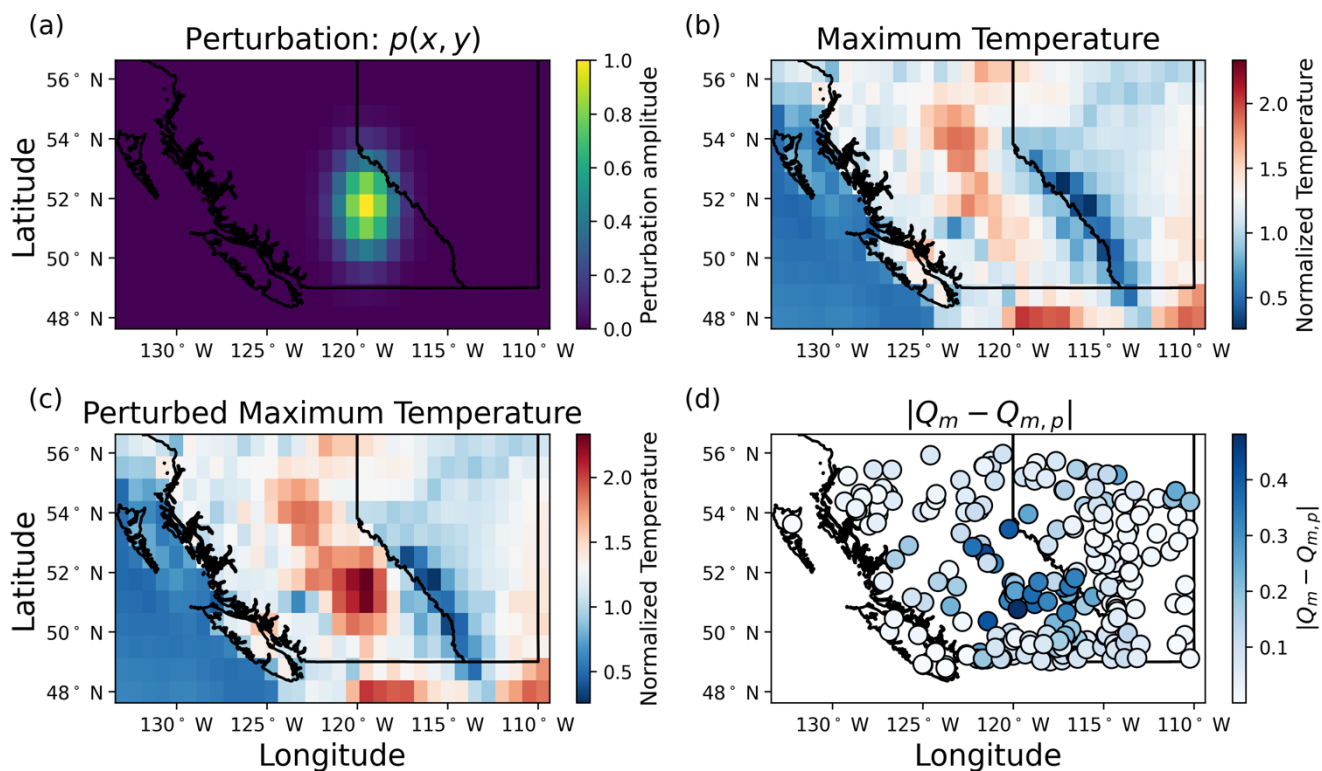 (a)
Perturbation: p(x, y)
56° N
54° N
52° N
50° N
48° N
Latitude
130° W 125° W 120° W 115° W 110° W
1.0
0.8
0.6
0.4
0.2
0.0
Perturbation amplitude
(b)
Maximum Temperature
56° N
54° N
52° N
50° N
48° N
130° W 125° W 120° W 115° W 110° W
2.0
1.5
1.0
0.5
Normalized Temperature
(c)
Perturbed Maximum Temperature
56° N
54° N
52° N
50° N
48° N
Latitude
130° W 125° W 120° W 115° W 110° W
Longitude
2.0
1.5
1.0
0.5
Normalized Temperature
(d)
|Qm − Qm,p|
56° N
54° N
52° N
50° N
48° N
130° W 125° W 120° W 115° W 110° W
Longitude
0.4
0.3
0.2
0.1
|Qm − Qm,p|